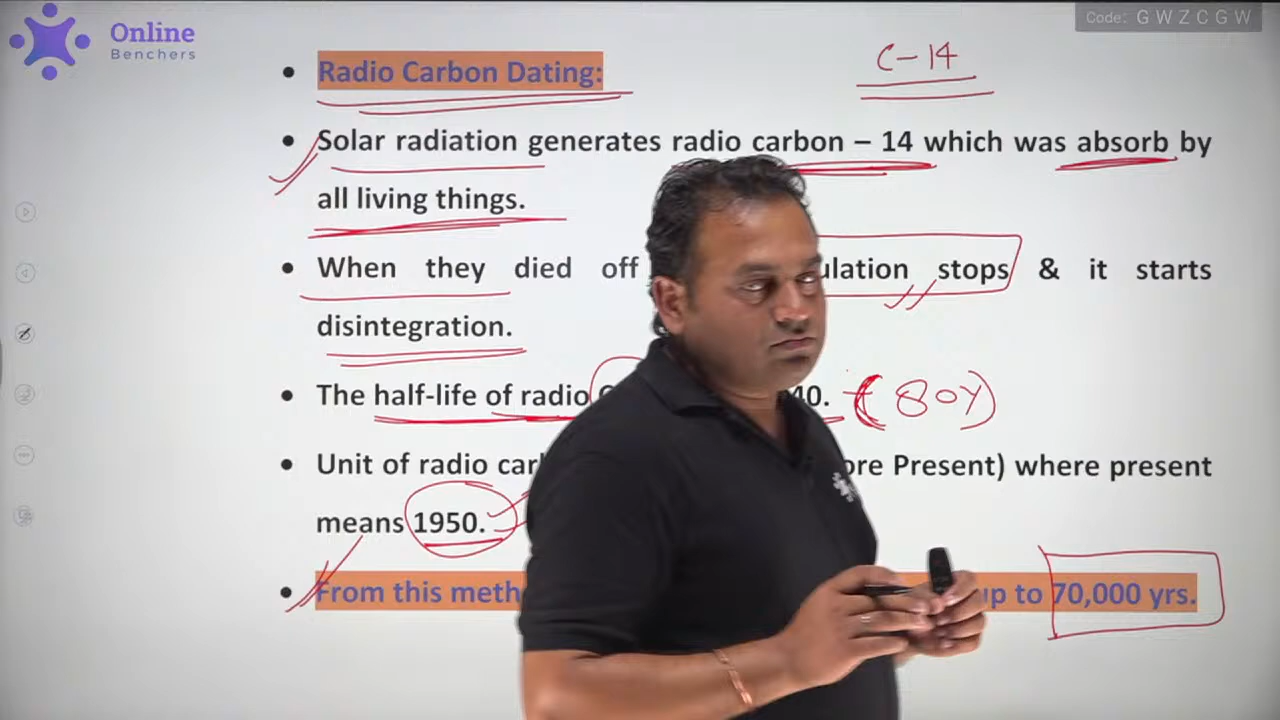 Online
Benchers
Code: G W Z C G W
C-14
• Radio Carbon Dating:
• Solar radiation generates radio carbon – 14 which was absorb by
all living things.
• When they died off ulation stops & it starts
disintegration.
• The half-life of radio 40. (80Y)
• Unit of radio car ore Present) where present
means 1950.
• From this meth up to 70,000 yrs.